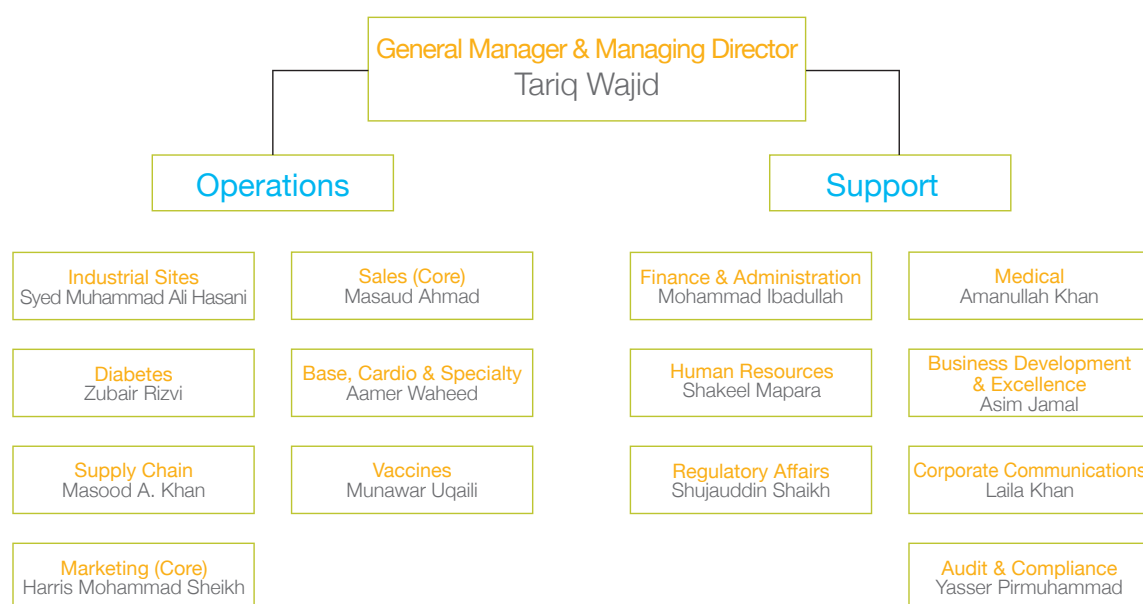 General Manager & Managing Director
Tariq Wajid
Operations
Support
Industrial Sites
Syed Muhammad Ali Hasani
Sales (Core)
Masaud Ahmad
Finance & Administration
Mohammad Ibadullah
Medical
Amanullah Khan
Diabetes
Zubair Rizvi
Base, Cardio & Specialty
Aamer Waheed
Human Resources
Shakeel Mapara
Business Development
& Excellence
Asim Jamal
Supply Chain
Masood A. Khan
Vaccines
Munawar Uqaili
Regulatory Affairs
Shujauddin Shaikh
Corporate Communications
Laila Khan
Marketing (Core)
Harris Mohammad Sheikh
Audit & Compliance
Yasser Pirmuhammad